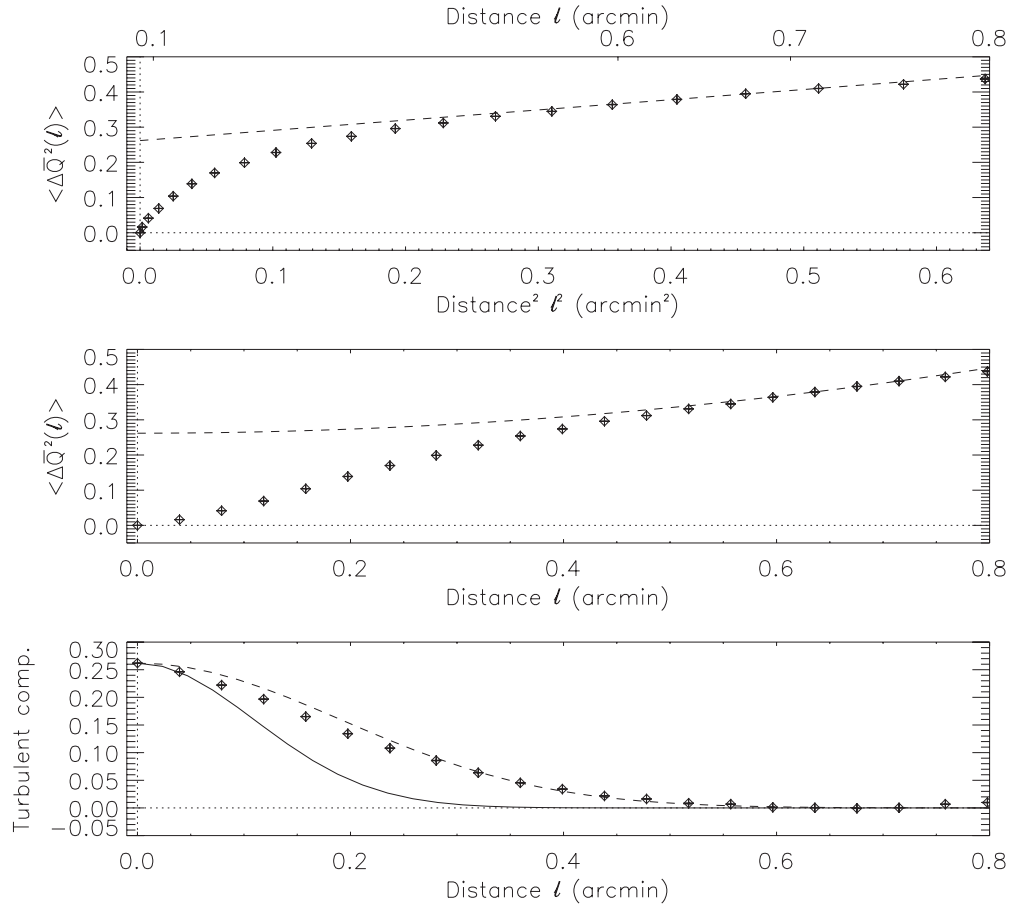 Distance ℓ (arcmin)
0.1 0.6 0.7 0.8
<ΔQ̅²(ℓ)>
0.5
0.4
0.3
0.2
0.1
0.0
0.0 0.1 0.2 0.3 0.4 0.5 0.6
Distance² ℓ² (arcmin²)
<ΔQ̅²(ℓ)>
0.5
0.4
0.3
0.2
0.1
0.0
0.0 0.2 0.4 0.6 0.8
Distance ℓ (arcmin)
Turbulent comp.
0.30
0.25
0.20
0.15
0.10
0.05
0.00
−0.05
0.0 0.2 0.4 0.6 0.8
Distance ℓ (arcmin)